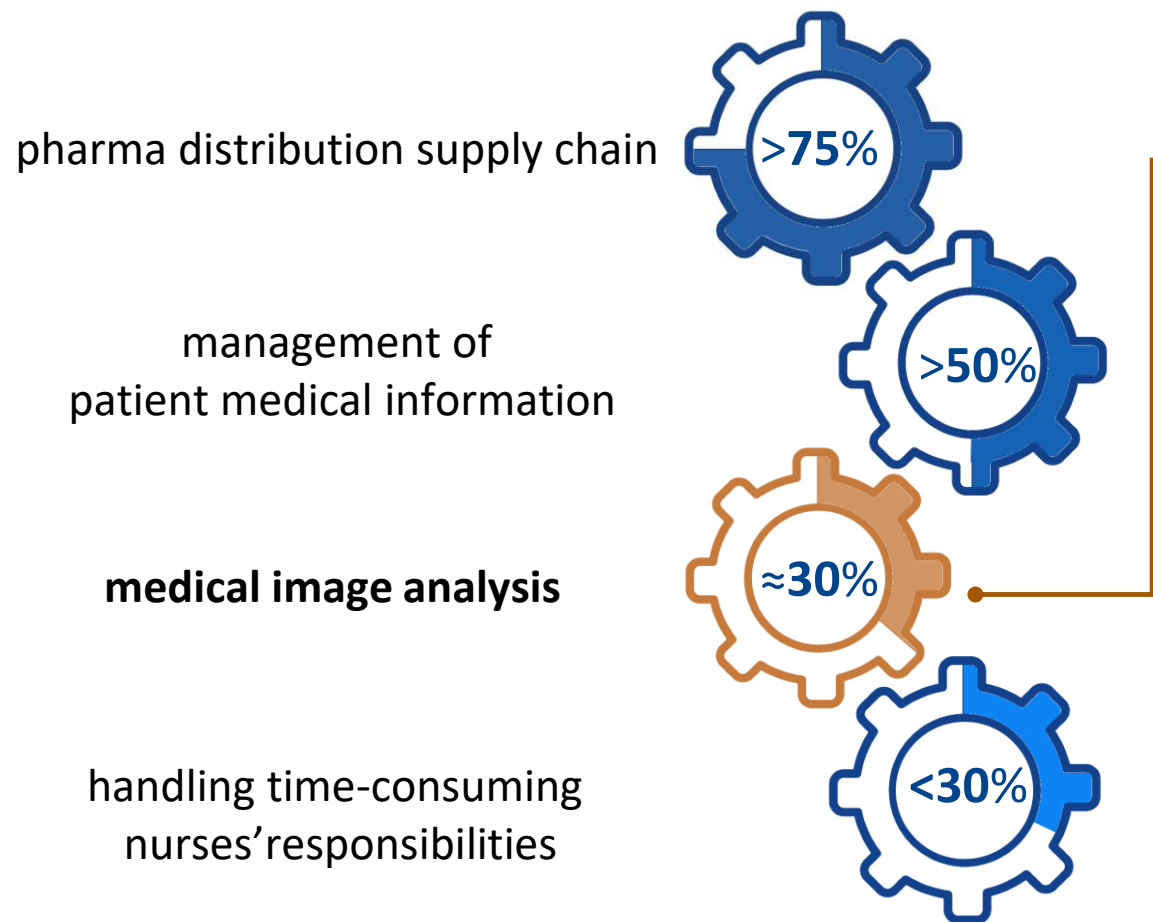 pharma distribution supply chain
>75%
management of
patient medical information
>50%
medical image analysis
≈30%
handling time-consuming
nurses’responsibilities
<30%